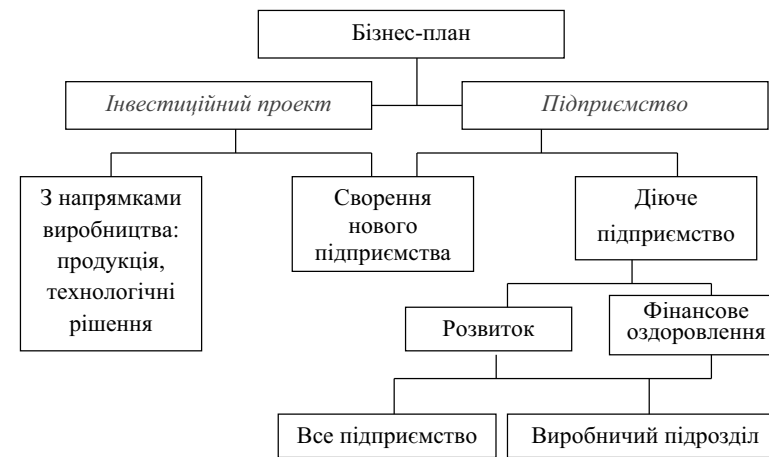 Бізнес-план
Інвестиційний проект
Підприємство
З напрямками
виробництва:
продукція,
технологічні
рішення
Сворення
нового
підприємства
Діюче
підприємство
Розвиток
Фінансове
оздоровлення
Все підприємство
Виробничий підрозділ